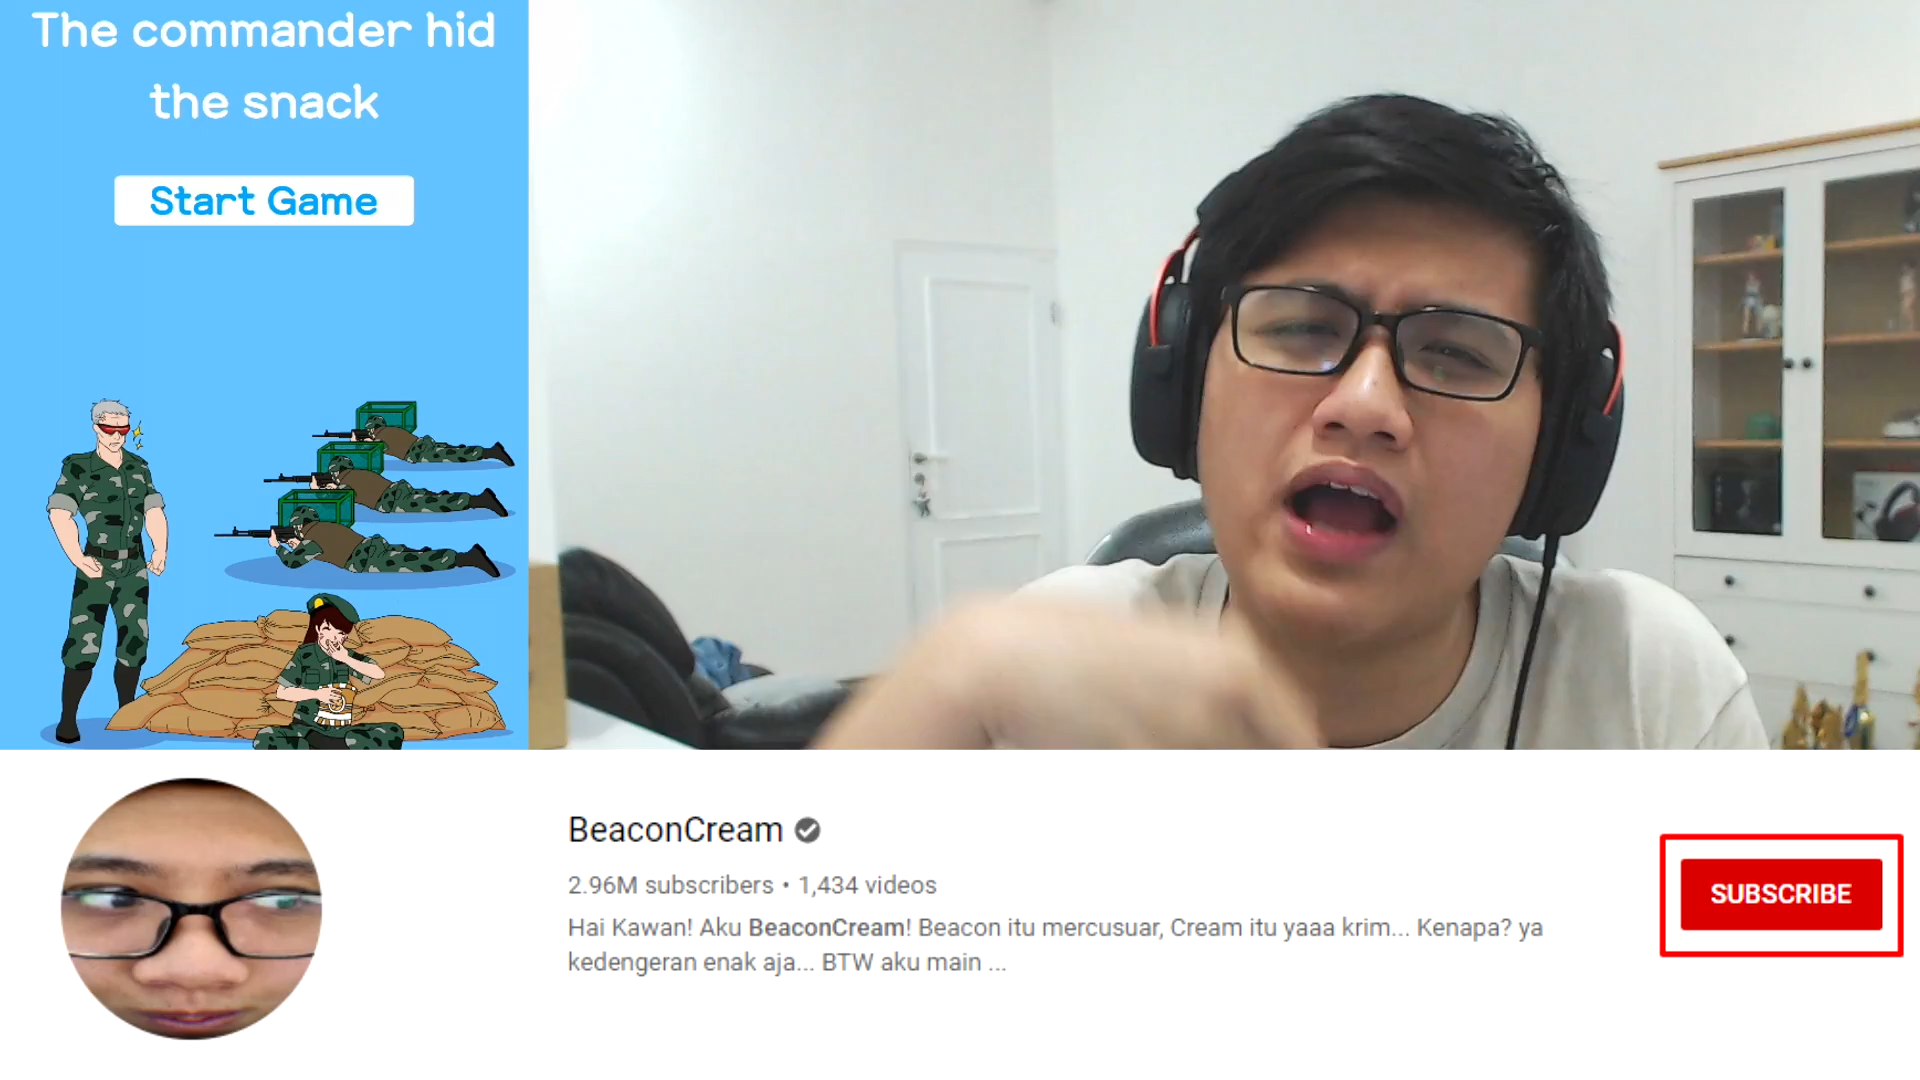 The commander hid
the snack
Start Game
BeaconCream
2.96M subscribers • 1,434 videos
Hai Kawan! Aku BeaconCream! Beacon itu mercusuar, Cream itu yaaa krim... Kenapa? ya
kedengeran enak aja... BTW aku main ...
SUBSCRIBE